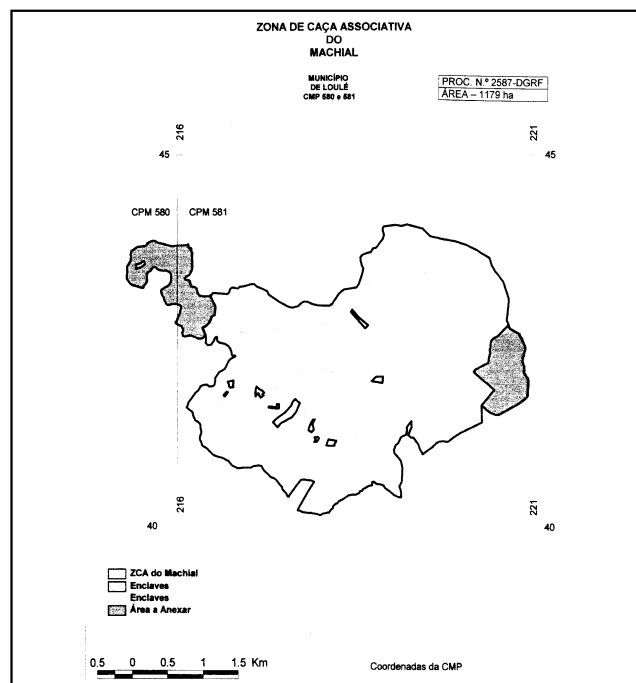 ZONA DE CAÇA ASSOCIATIVA
DO
MACHIAL
MUNICÍPIO
DE LOULÉ
CMP 580 e 581
PROC. N.º 2587-DGRF
ÁREA – 1179 ha
216
221
45
45
CPM 580
CPM 581
216
221
40
40
ZCA do Machial
Enclaves
Enclaves
Área a Anexar
0.5 0 0.5 1 1.5 Km
Coordenadas da CMP